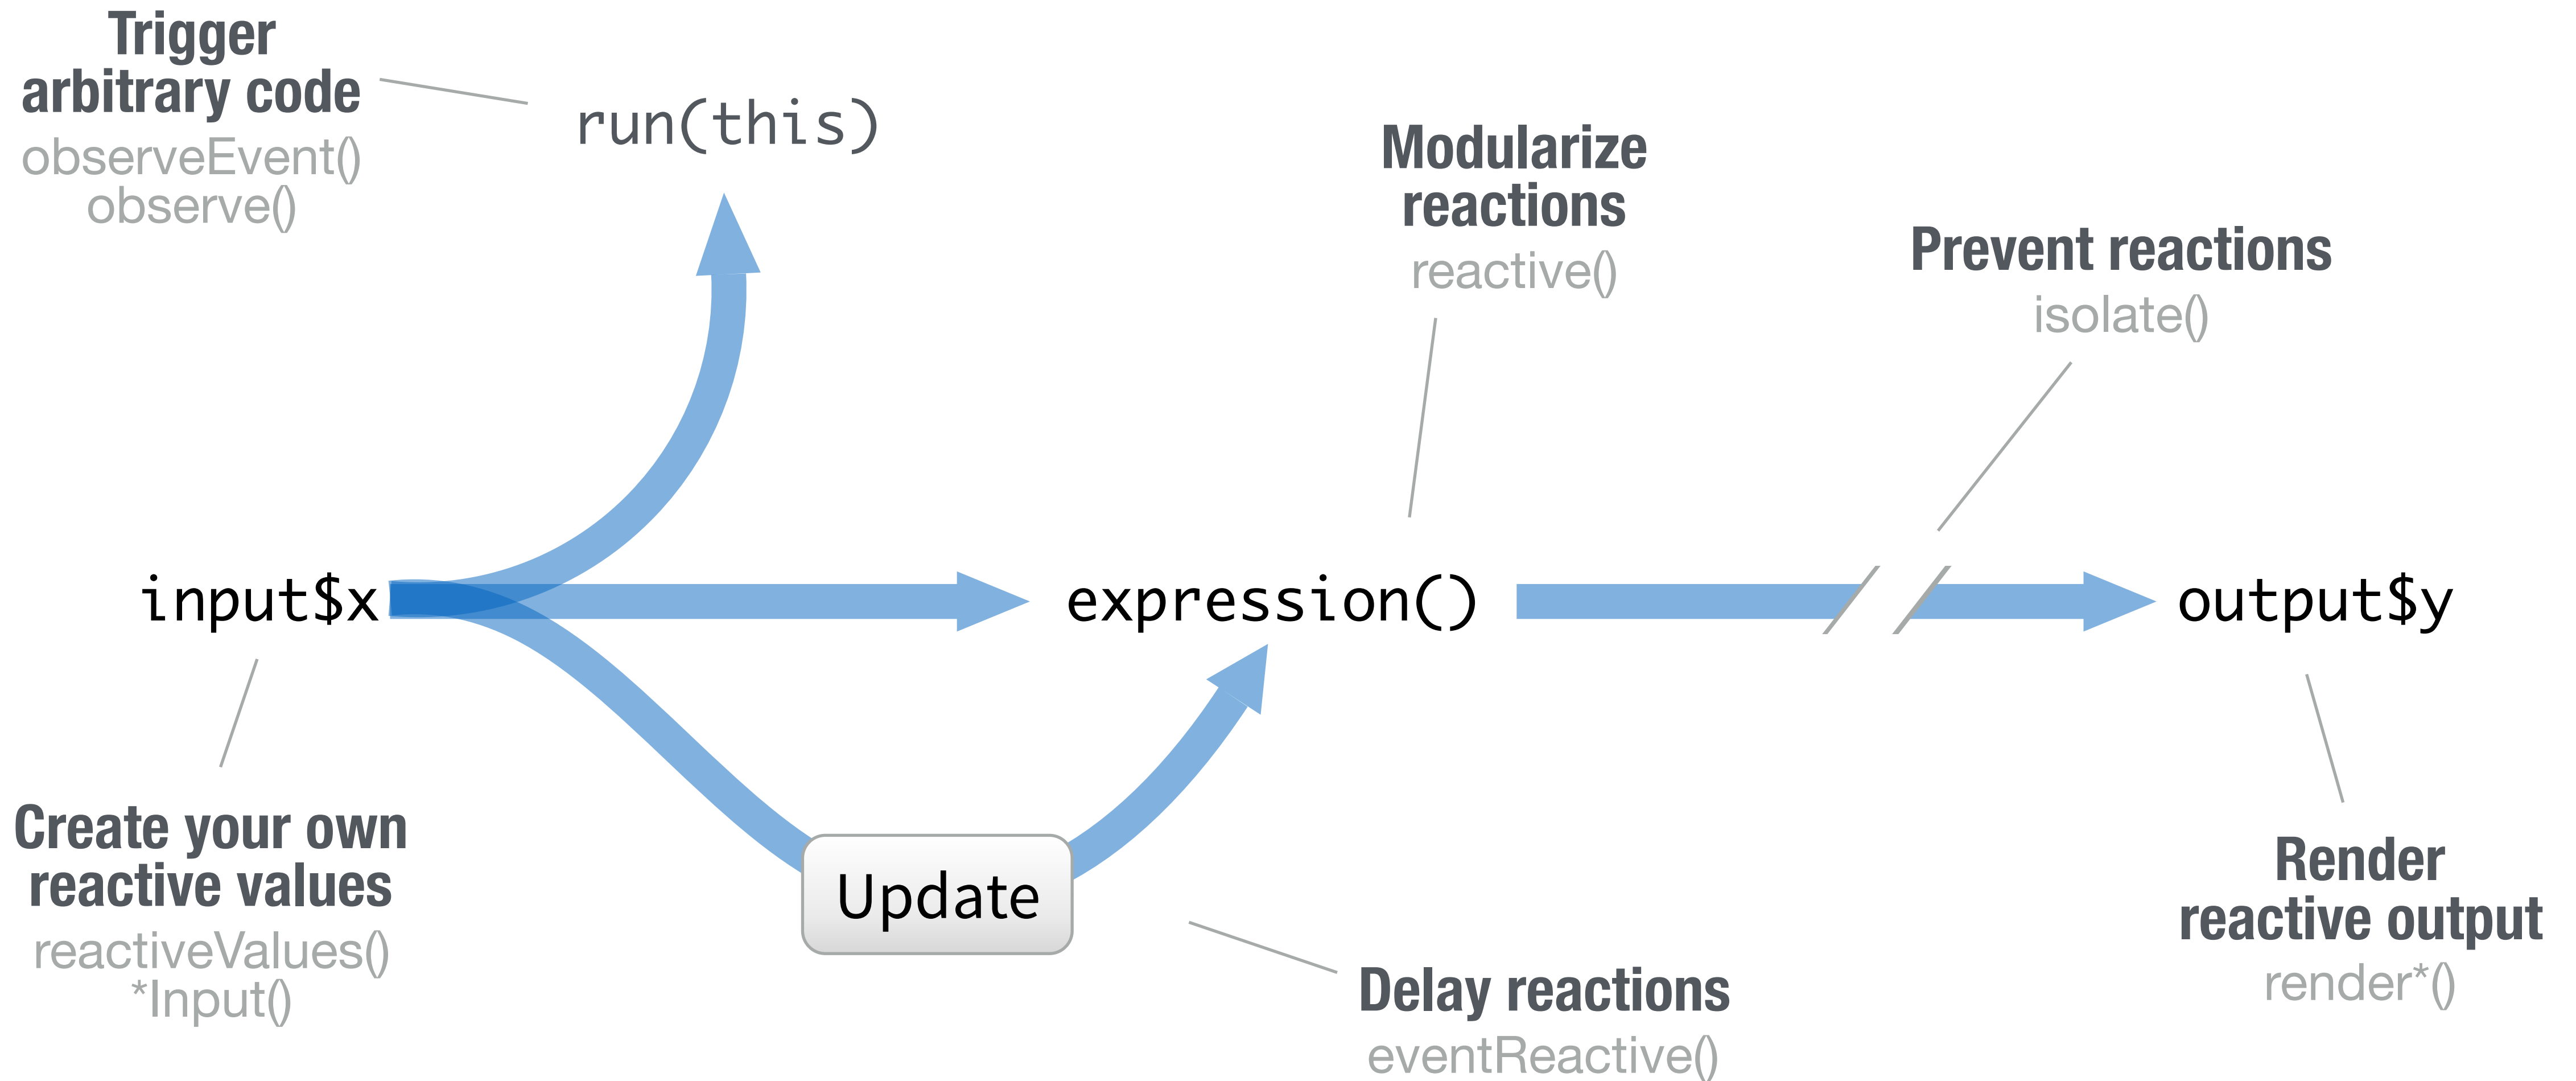 Trigger
arbitrary code
observeEvent()
observe()
run(this)
Modularize
reactions
reactive()
Prevent reactions
isolate()
input$x
expression()
output$y
Create your own
reactive values
reactiveValues()
*Input()
Update
Delay reactions
eventReactive()
Render
reactive output
render*()